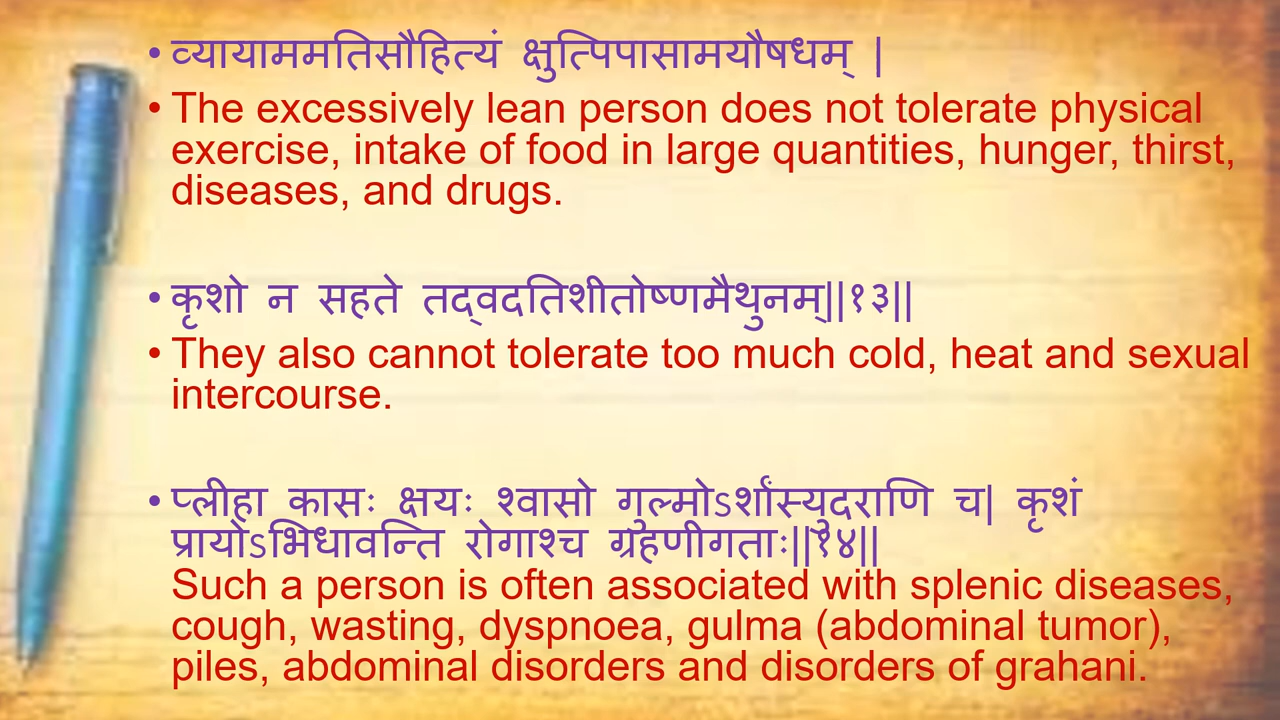 • व्यायाममतिसौहित्यं क्षुत्पिपासामयौषधम् |
• The excessively lean person does not tolerate physical
exercise, intake of food in large quantities, hunger, thirst,
diseases, and drugs.
• कृशो न सहते तद्वदतिशीतोष्णमैथुनम्||१३||
• They also cannot tolerate too much cold, heat and sexual
intercourse.
• प्लीहा कासः क्षयः श्वासो गुल्मोऽर्शांस्युदराणि च| कृशं
प्रायोऽभिधावन्ति रोगाश्च ग्रहणीगताः||१४||
Such a person is often associated with splenic diseases,
cough, wasting, dyspnoea, gulma (abdominal tumor),
piles, abdominal disorders and disorders of grahani.